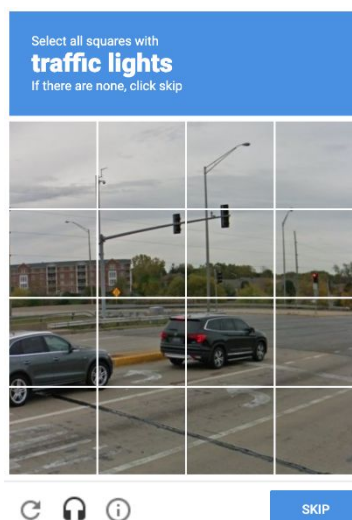 Select all squares with
traffic lights
If there are none, click skip
SKIP